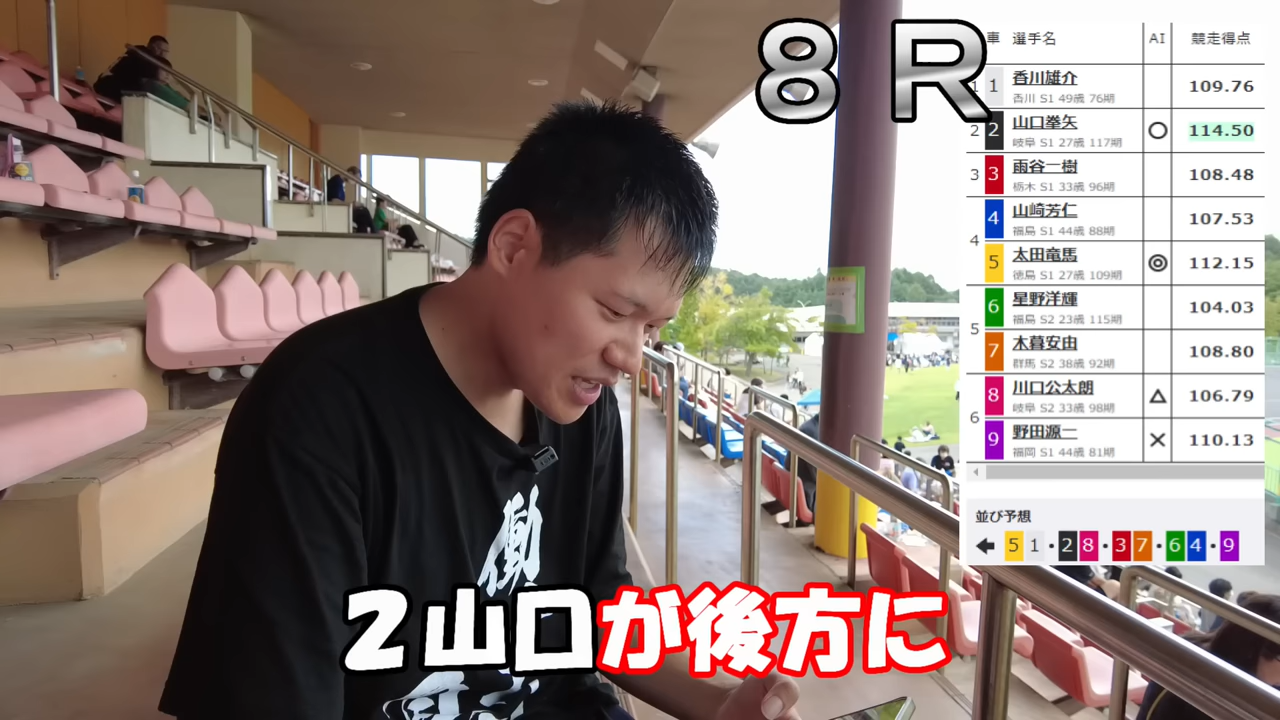 8R
車 選手名 AI 競走得点
1 1 香川雄介 109.76
香川 S1 49歳 76期
2 2 山口拳矢 ○ 114.50
岐阜 S1 27歳 117期
3 3 雨谷一樹 108.48
栃木 S1 33歳 96期
4 山崎芳仁 107.53
福島 S1 44歳 88期
4
5 太田竜馬 ◎ 112.15
徳島 S1 27歳 109期
6 星野洋輝 104.03
福島 S2 23歳 115期
5
7 木暮安由 108.80
群馬 S2 38歳 92期
8 川口公太朗 △ 106.79
岐阜 S2 33歳 98期
6
9 野田源一 × 110.13
福岡 S1 44歳 81期
並び予想
← 5 1・2 8・3 7・6 4・9
働
２山口が後方に